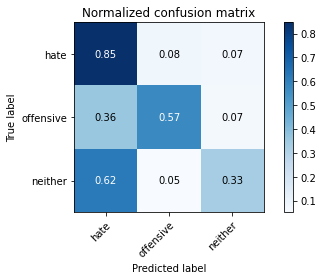 Normalized confusion matrix
hate 0.85 0.08 0.07
offensive 0.36 0.57 0.07
neither 0.62 0.05 0.33
hate offensive neither
True label
Predicted label
0.8
0.7
0.6
0.5
0.4
0.3
0.2
0.1